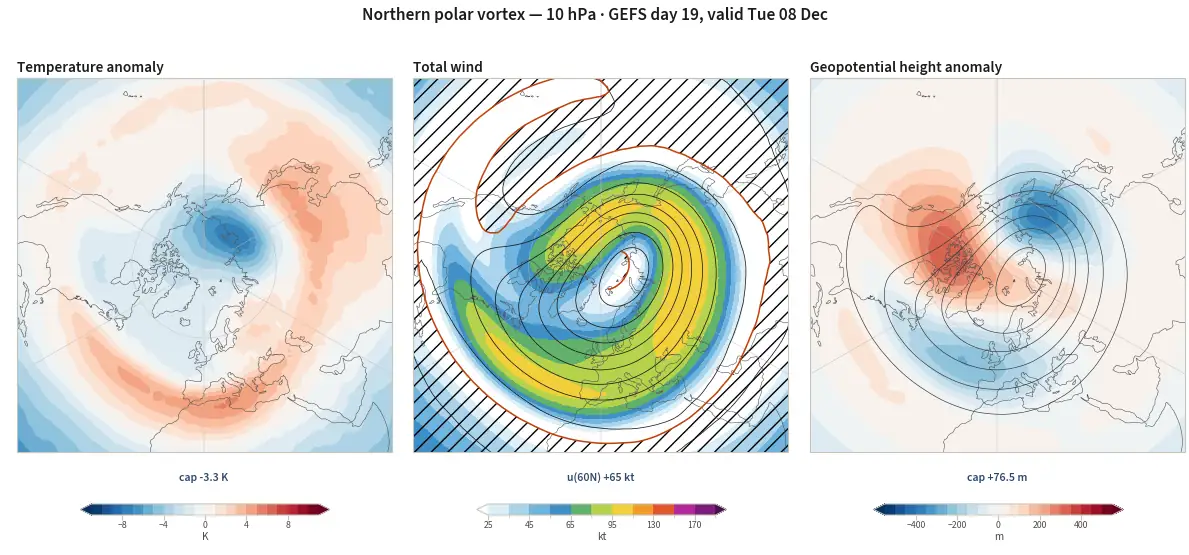 Northern polar vortex — 10 hPa · GEFS day 19, valid Tue 08 Dec
Temperature anomaly
Total wind
Geopotential height anomaly
cap -3.3 K
u(60N) +65 kt
cap +76.5 m
−8 −4 0 4 8
K
25 45 65 95 130 170
kt
−400 −200 0 200 400
m